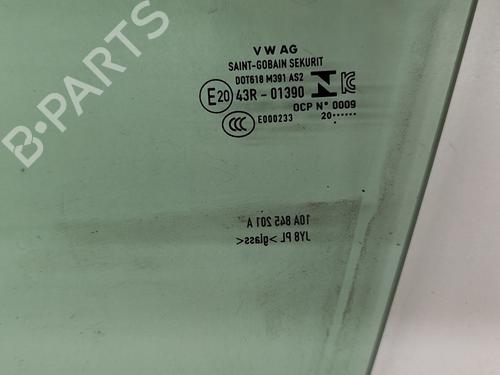 VW AG
SAINT-GOBAIN SEKURIT
DOT618 M391 AS2
E20 43R - 01390
OCP N° 0009
CCC E000233
20······
10A 845 201 A
JY8 PL >glass<
B-PARTS